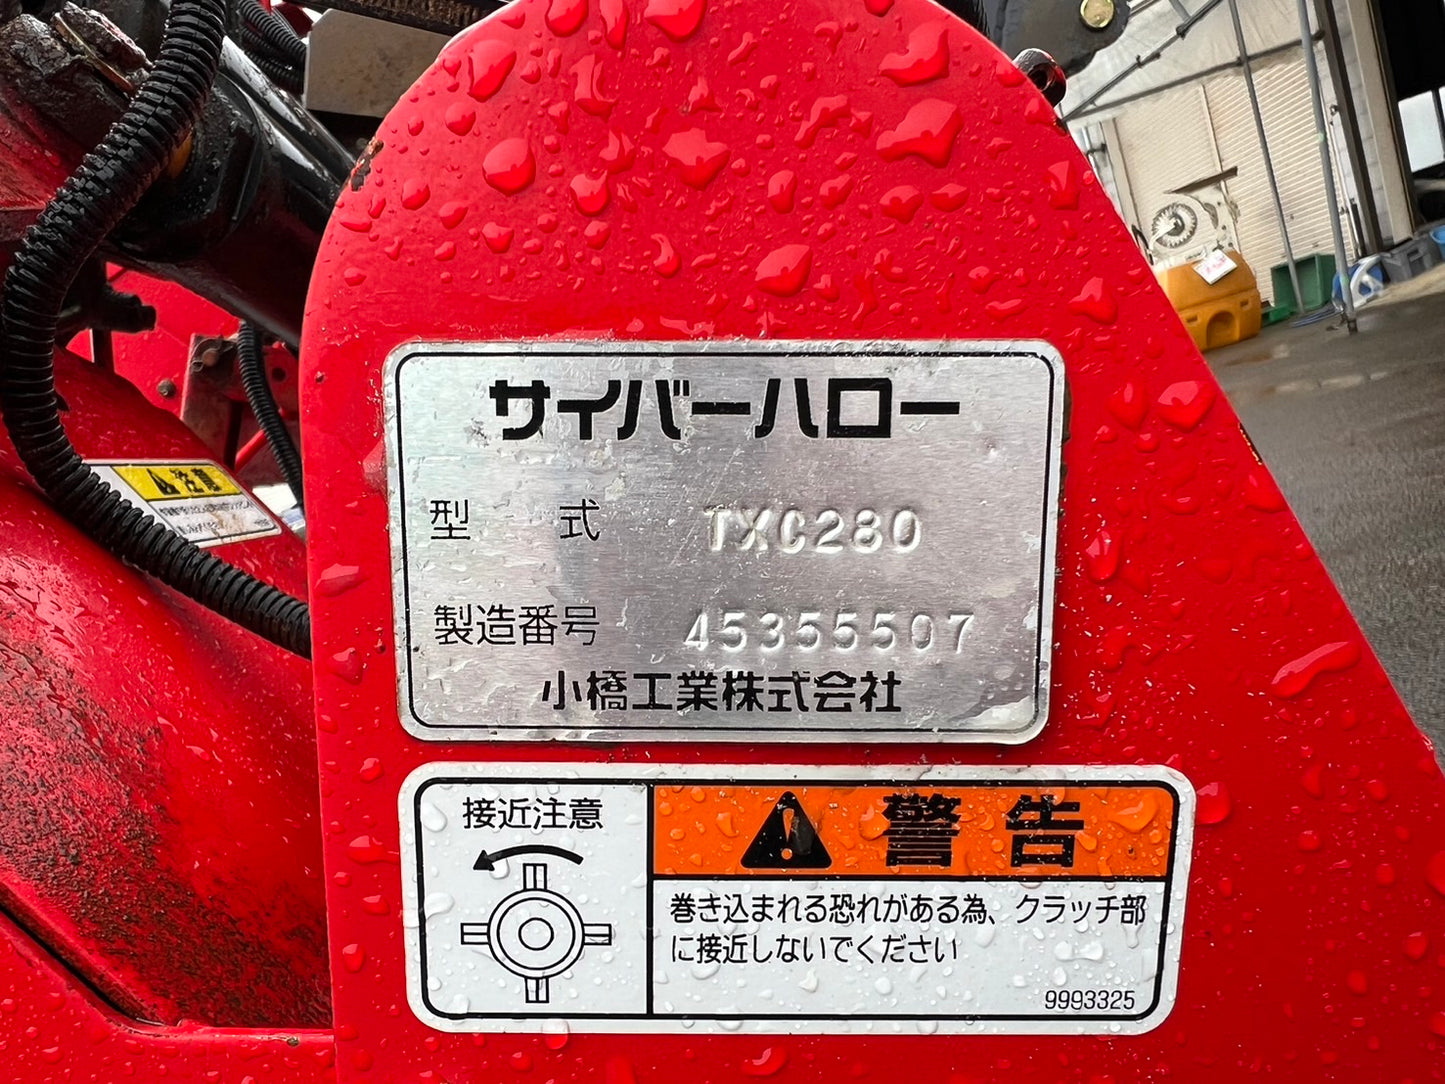 サイバーハロー
型式 TXC280
製造番号 45355507
小橋工業株式会社
接近注意
警告
巻き込まれる恐れがある為、クラッチ部
に接近しないでください
9993325
注意